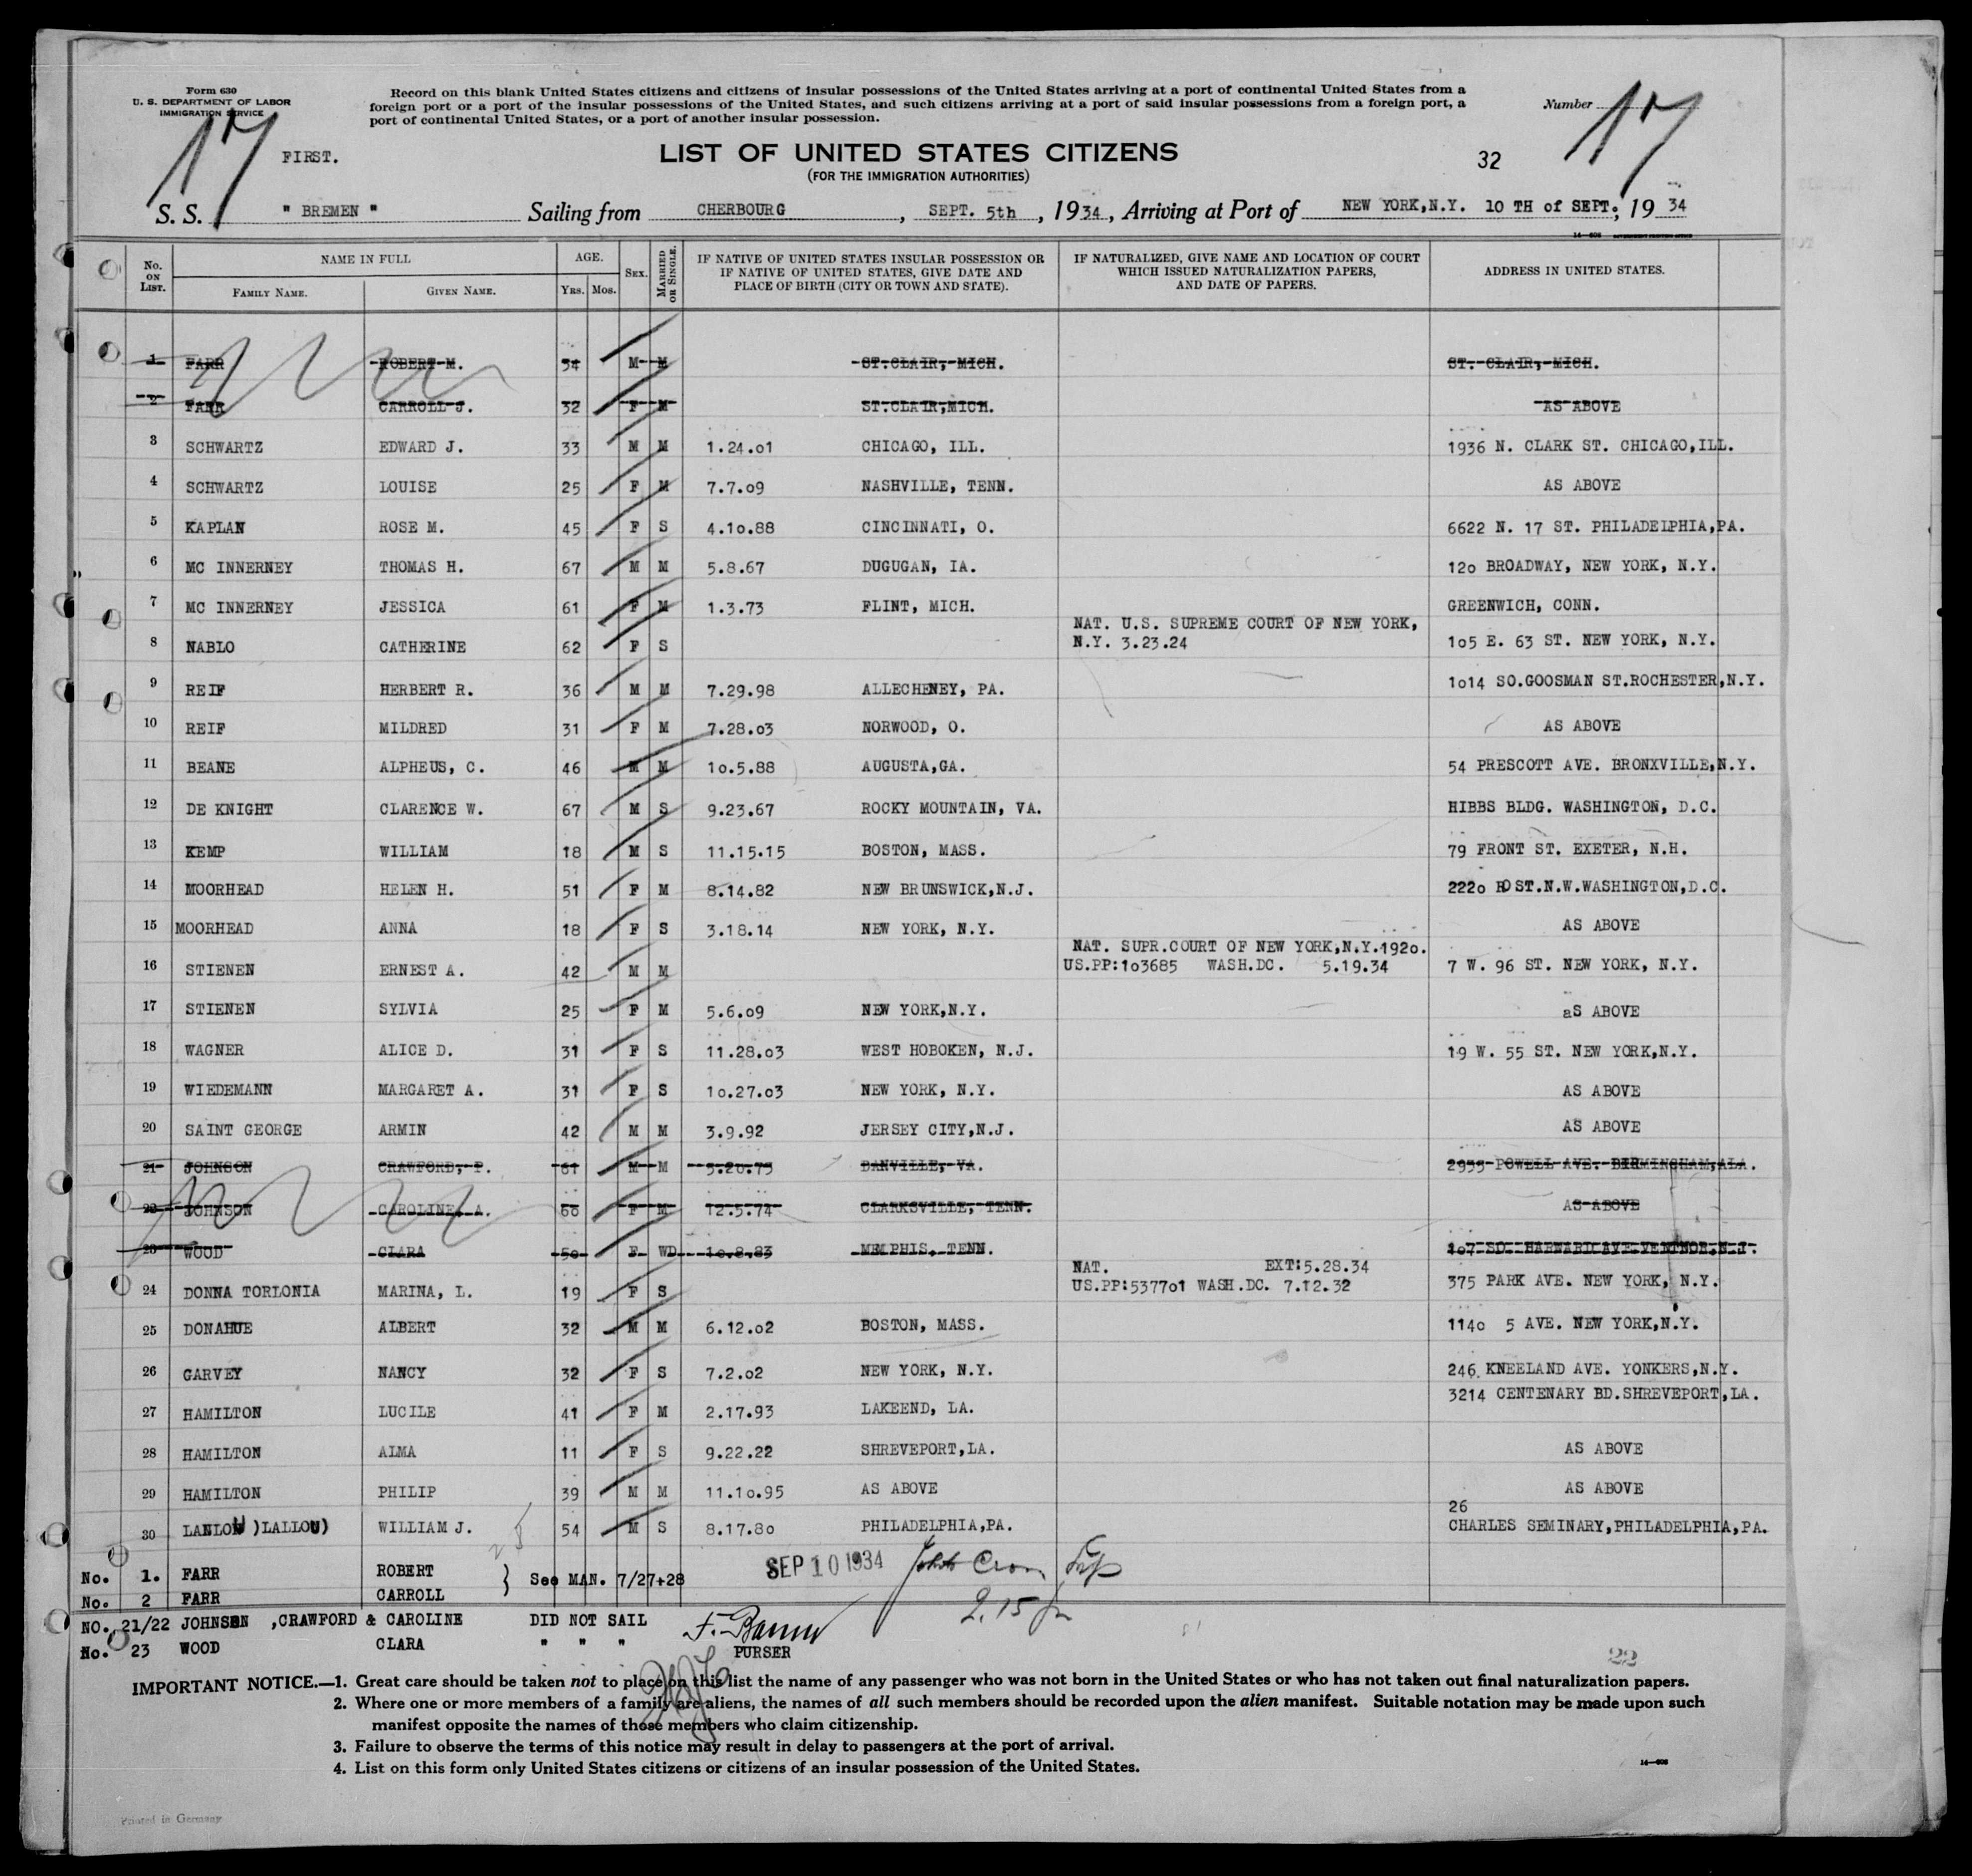 Form 630
U. S. DEPARTMENT OF LABOR
IMMIGRATION SERVICE
Record on this blank United States citizens and citizens of insular possessions of the United States arriving at a port of continental United States from a
foreign port or a port of the insular possessions of the United States, and such citizens arriving at a port of said insular possessions from a foreign port, a
port of continental United States, or a port of another insular possession.
Number 17
17
FIRST.
LIST OF UNITED STATES CITIZENS
(FOR THE IMMIGRATION AUTHORITIES)
32
S. S. " BREMEN " Sailing from CHERBOURG, SEPT. 5th, 1934, Arriving at Port of NEW YORK,N.Y. 10 TH of SEPT., 1934
No. ON LIST. NAME IN FULL FAMILY NAME. GIVEN NAME. AGE. YRS. MOS. SEX. MARRIED OR SINGLE. IF NATIVE OF UNITED STATES INSULAR POSSESSION OR IF NATIVE OF UNITED STATES, GIVE DATE AND PLACE OF BIRTH (CITY OR TOWN AND STATE). IF NATURALIZED, GIVE NAME AND LOCATION OF COURT WHICH ISSUED NATURALIZATION PAPERS, AND DATE OF PAPERS. ADDRESS IN UNITED STATES.
1 FARR ROBERT M. 34 M M ST.CLAIR, MICH. ST. CLAIR, MICH.
2 FARR CARROLL J. 32 F M ST.CLAIR,MICH. AS ABOVE
3 SCHWARTZ EDWARD J. 33 M M 1.24.01 CHICAGO, ILL. 1936 N. CLARK ST. CHICAGO,ILL.
4 SCHWARTZ LOUISE 25 F M 7.7.09 NASHVILLE, TENN. AS ABOVE
5 KAPLAN ROSE M. 45 F S 4.10.88 CINCINNATI, O. 6622 N. 17 ST. PHILADELPHIA,PA.
6 MC INNERNEY THOMAS H. 67 M M 5.8.67 DUGUGAN, IA. 120 BROADWAY, NEW YORK, N.Y.
7 MC INNERNEY JESSICA 61 F M 1.3.73 FLINT, MICH. GREENWICH, CONN.
NAT. U.S. SUPREME COURT OF NEW YORK,
8 NABLO CATHERINE 62 F S N.Y. 3.23.24 105 E. 63 ST. NEW YORK, N.Y.
9 REIF HERBERT R. 36 M M 7.29.98 ALLECHENEY, PA. 1014 SO.GOOSMAN ST.ROCHESTER,N.Y.
10 REIF MILDRED 31 F M 7.28.03 NORWOOD, O. AS ABOVE
11 BEANE ALPHEUS, C. 46 M M 10.5.88 AUGUSTA,GA. 54 PRESCOTT AVE. BRONXVILLE,N.Y.
12 DE KNIGHT CLARENCE W. 67 M S 9.23.67 ROCKY MOUNTAIN, VA. HIBBS BLDG. WASHINGTON, D.C.
13 KEMP WILLIAM 18 M S 11.15.15 BOSTON, MASS. 79 FRONT ST. EXETER, N.H.
14 MOORHEAD HELEN H. 51 F M 8.14.82 NEW BRUNSWICK,N.J. 2220 ST.N.W.WASHINGTON,D.C.
15 MOORHEAD ANNA 18 F S 3.18.14 NEW YORK, N.Y. AS ABOVE
NAT. SUPR.COURT OF NEW YORK,N.Y.1920.
16 STIENEN ERNEST A. 42 M M US.PP:103685 WASH.DC. 5.19.34 7 W. 96 ST. NEW YORK, N.Y.
17 STIENEN SYLVIA 25 F M 5.6.09 NEW YORK,N.Y. aS ABOVE
18 WAGNER ALICE D. 31 F S 11.28.03 WEST HOBOKEN, N.J. 19 W. 55 ST. NEW YORK,N.Y.
19 WIEDEMANN MARGARET A. 31 F S 10.27.03 NEW YORK, N.Y. AS ABOVE
20 SAINT GEORGE ARMIN 42 M M 3.9.92 JERSEY CITY,N.J. AS ABOVE
21 JOHNSON CRAWFORD, P. 61 M M 5.20.73 DANVILLE, VA. 2955 POWELL AVE. BIRMINGHAM,ALA.
22 JOHNSON CAROLINE A. 60 F M 12.5.74 CLARKSVILLE, TENN. AS ABOVE
23 WOOD CLARA 50 F WD 10.8.83 MEMPHIS, TENN. 107 SD. HARVARD AVE VENTNOR,N.J.
NAT. EXT:5.28.34
24 DONNA TORLONIA MARINA, L. 19 F S US.PP:537701 WASH.DC. 7.12.32 375 PARK AVE. NEW YORK, N.Y.
25 DONAHUE ALBERT 32 M M 6.12.02 BOSTON, MASS. 1140 5 AVE. NEW YORK,N.Y.
26 GARVEY NANCY 32 F S 7.2.02 NEW YORK, N.Y. 246 KNEELAND AVE. YONKERS,N.Y.
27 HAMILTON LUCILE 41 F M 2.17.93 LAKEEND, LA. 3214 CENTENARY BD.SHREVEPORT,LA.
28 HAMILTON ALMA 11 F S 9.22.22 SHREVEPORT,LA. AS ABOVE
29 HAMILTON PHILIP 39 M M 11.10.95 AS ABOVE AS ABOVE
26
30 LANLOU )LALLOU) WILLIAM J. 54 M S 8.17.80 PHILADELPHIA,PA. CHARLES SEMINARY,PHILADELPHIA,PA.
No. 1. FARR ROBERT } See MAN. 7/27+28 SEP 10 1934
No. 2 FARR CARROLL
NO. 21/22 JOHNSON ,CRAWFORD & CAROLINE DID NOT SAIL
No. 23 WOOD CLARA " " " PURSER
22
IMPORTANT NOTICE.—1. Great care should be taken not to place on this list the name of any passenger who was not born in the United States or who has not taken out final naturalization papers.
2. Where one or more members of a family are aliens, the names of all such members should be recorded upon the alien manifest. Suitable notation may be made upon such
manifest opposite the names of those members who claim citizenship.
3. Failure to observe the terms of this notice may result in delay to passengers at the port of arrival.
4. List on this form only United States citizens or citizens of an insular possession of the United States.
14—608
Printed in Germany